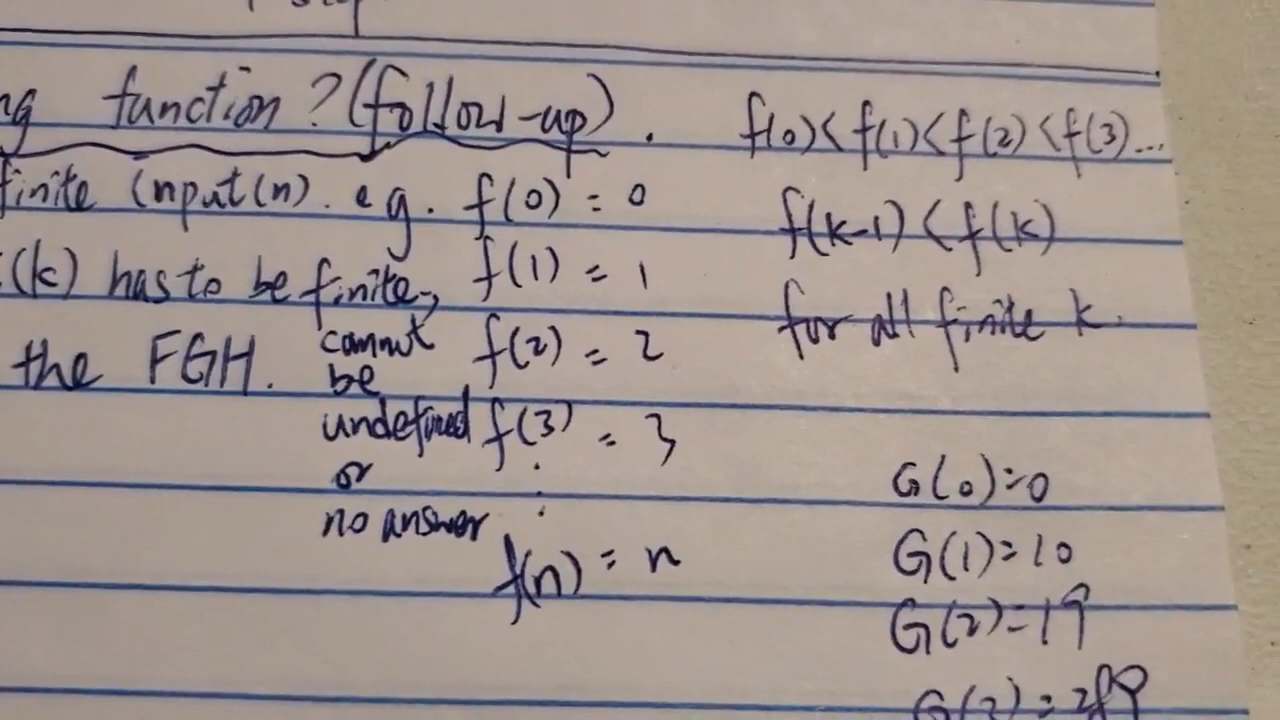 ng function? (follow-up).
f(0)<f(1)<f(2)<f(3)...
finite input(n). e.g. f(0) = 0
f(k-1) < f(k)
(k) has to be finite,
f(1) = 1
for all finite k.
the FGH.
cannot
be
undefined
or
no answer
f(2) = 2
f(3) = 3
f(n) = n
G(0)=0
G(1)=10
G(2)=19